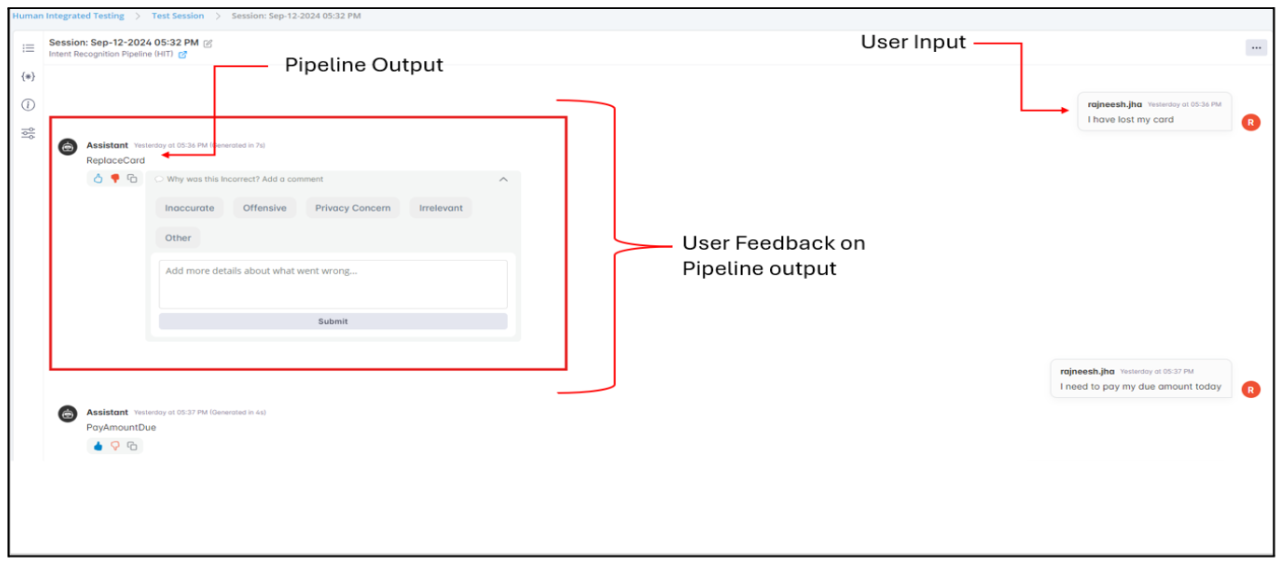 Human Integrated Testing > Test Session > Session: Sep-12-2024 05:32 PM
Session: Sep-12-2024 05:32 PM
Intent Recognition Pipeline (HIT)
User Input
Pipeline Output
rajneesh.jha Yesterday at 05:36 PM
I have lost my card
R
Assistant Yesterday at 05:36 PM (Generated in 7s)
ReplaceCard
Why was this Incorrect? Add a comment
Inaccurate Offensive Privacy Concern Irrelevant
Other
Add more details about what went wrong...
Submit
User Feedback on
Pipeline output
rajneesh.jha Yesterday at 05:37 PM
I need to pay my due amount today
R
Assistant Yesterday at 05:37 PM (Generated in 4s)
PayAmountDue